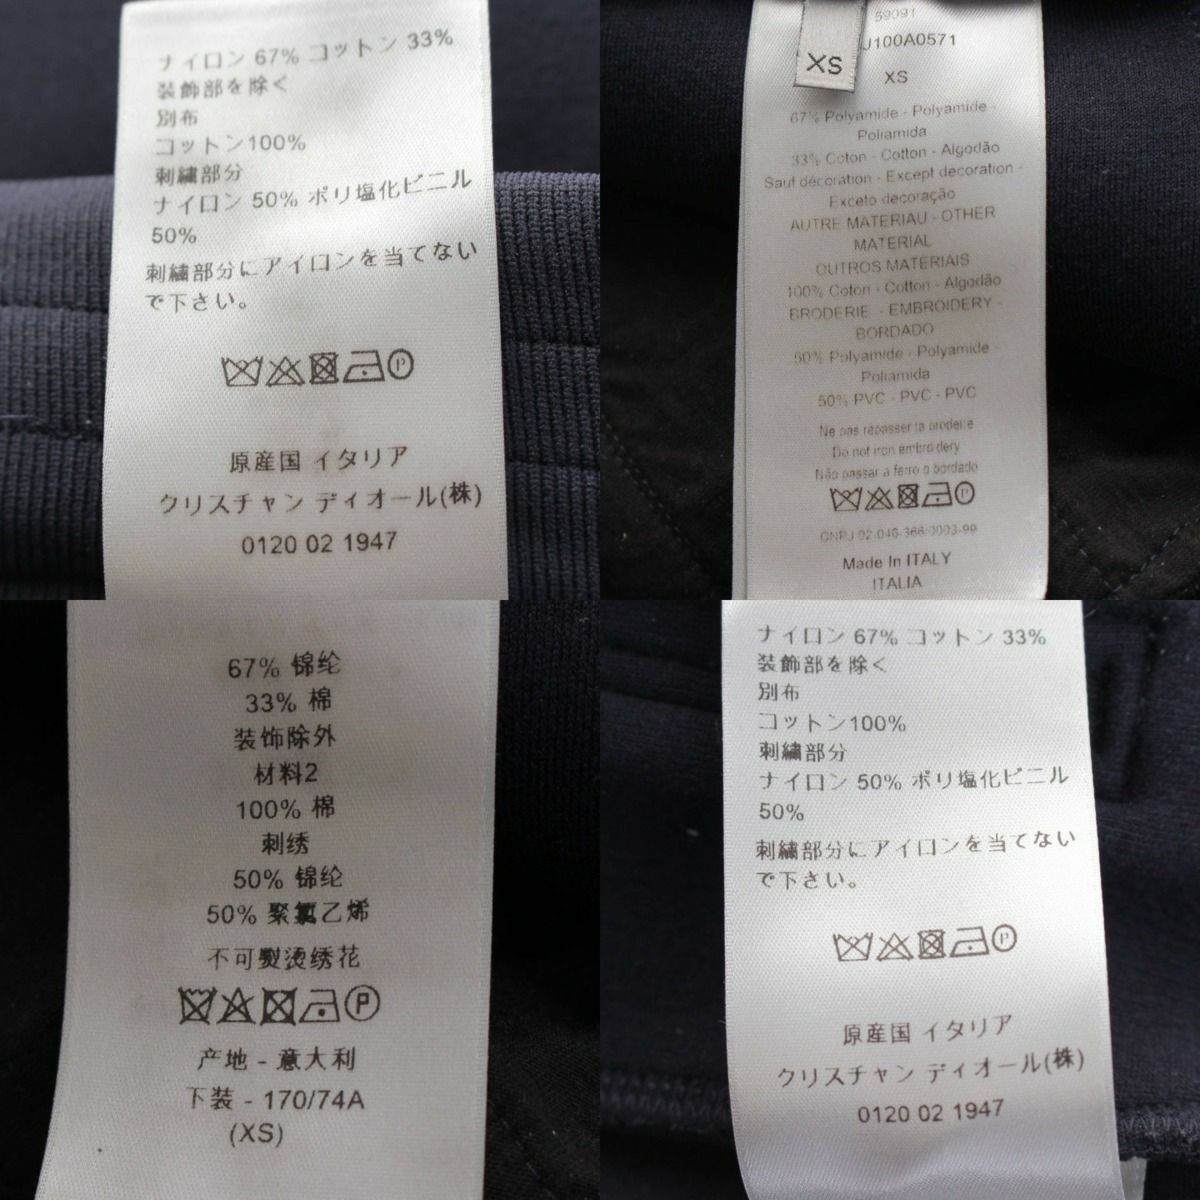 ナイロン 67% コットン 33%
装飾部を除く
別布
コットン100%
刺繍部分
ナイロン 50% ポリ塩化ビニル
50%
刺繍部分にアイロンを当てない
で下さい。
P
原産国 イタリア
クリスチャン ディオール(株)
0120 02 1947
59091
J100A0571
XS
XS
67% Polyamide - Polyamide -
Poliamida
33% Coton - Cotton - Algodão
Sauf décoration - Except decoration -
Exceto decoração
AUTRE MATERIAU - OTHER
MATERIAL
OUTROS MATERIAIS
100% Coton - Cotton - Algodão
BRODERIE - EMBROIDERY -
BORDADO
50% Polyamide - Polyamide -
Poliamida
50% PVC - PVC - PVC
Ne pas repasser la broderie
Do not iron embroidery
Não passar a ferro o bordado
P
CNPJ 02.046-366/0003-99
Made In ITALY
ITALIA
67% 锦纶
33% 棉
装饰除外
材料2
100% 棉
刺绣
50% 锦纶
50% 聚氯乙烯
不可熨烫绣花
P
产地 - 意大利
下装 - 170/74A
(XS)
ナイロン 67% コットン 33%
装飾部を除く
別布
コットン100%
刺繍部分
ナイロン 50% ポリ塩化ビニル
50%
刺繍部分にアイロンを当てない
で下さい。
P
原産国 イタリア
クリスチャン ディオール(株)
0120 02 1947